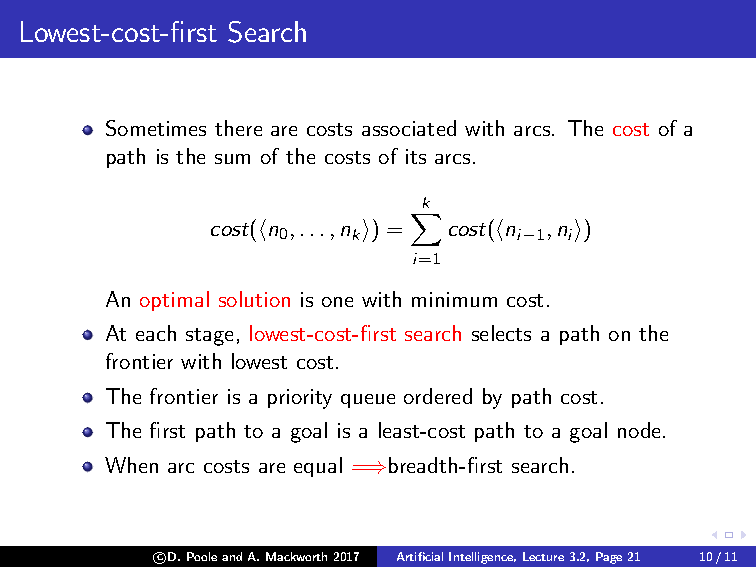 Lowest-cost-first Search
Sometimes there are costs associated with arcs. The cost of a
path is the sum of the costs of its arcs.
cost(⟨n₀, . . . , nₖ⟩) = ∑ᵏᵢ₌₁ cost(⟨nᵢ₋₁, nᵢ⟩)
An optimal solution is one with minimum cost.
At each stage, lowest-cost-first search selects a path on the
frontier with lowest cost.
The frontier is a priority queue ordered by path cost.
The first path to a goal is a least-cost path to a goal node.
When arc costs are equal ⟹breadth-first search.
©D. Poole and A. Mackworth 2017 Artificial Intelligence, Lecture 3.2, Page 21 10 / 11